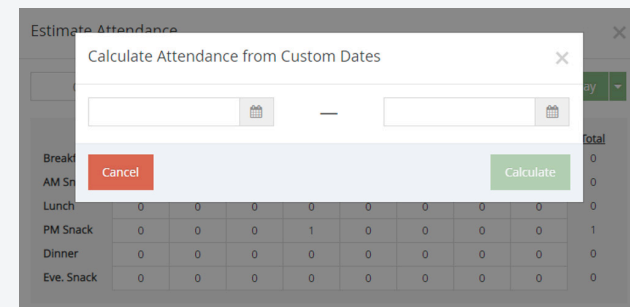 Estimate Attendance
Calculate Attendance from Custom Dates
—
Total
0
Cancel
Calculate
0
Lunch 0 0 0 0 0 0 0 0 0
PM Snack 0 0 0 1 0 0 0 0 1
Dinner 0 0 0 0 0 0 0 0 0
Eve. Snack 0 0 0 0 0 0 0 0 0